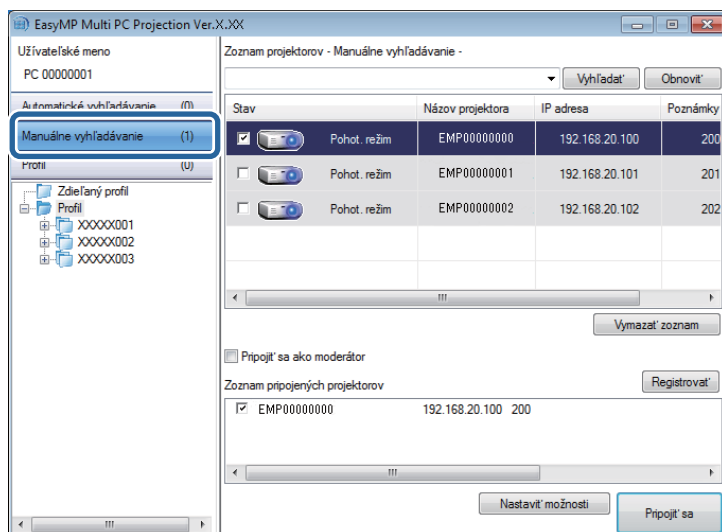 EasyMP Multi PC Projection Ver.X.XX
Užívateľské meno
PC 00000001
Automatické vyhľadávanie (0)
Manuálne vyhľadávanie (1)
Profil (0)
Zdieľaný profil
Profil
XXXXX001
XXXXX002
XXXXX003
Zoznam projektorov - Manuálne vyhľadávanie -
Vyhľadať Obnoviť
Stav Názov projektora IP adresa Poznámky
Pohot. režim EMP00000000 192.168.20.100 200
Pohot. režim EMP00000001 192.168.20.101 201
Pohot. režim EMP00000002 192.168.20.102 202
Vymazať zoznam
Pripojiť sa ako moderátor
Zoznam pripojených projektorov Registrovať
EMP00000000 192.168.20.100 200
Nastaviť možnosti Pripojiť sa